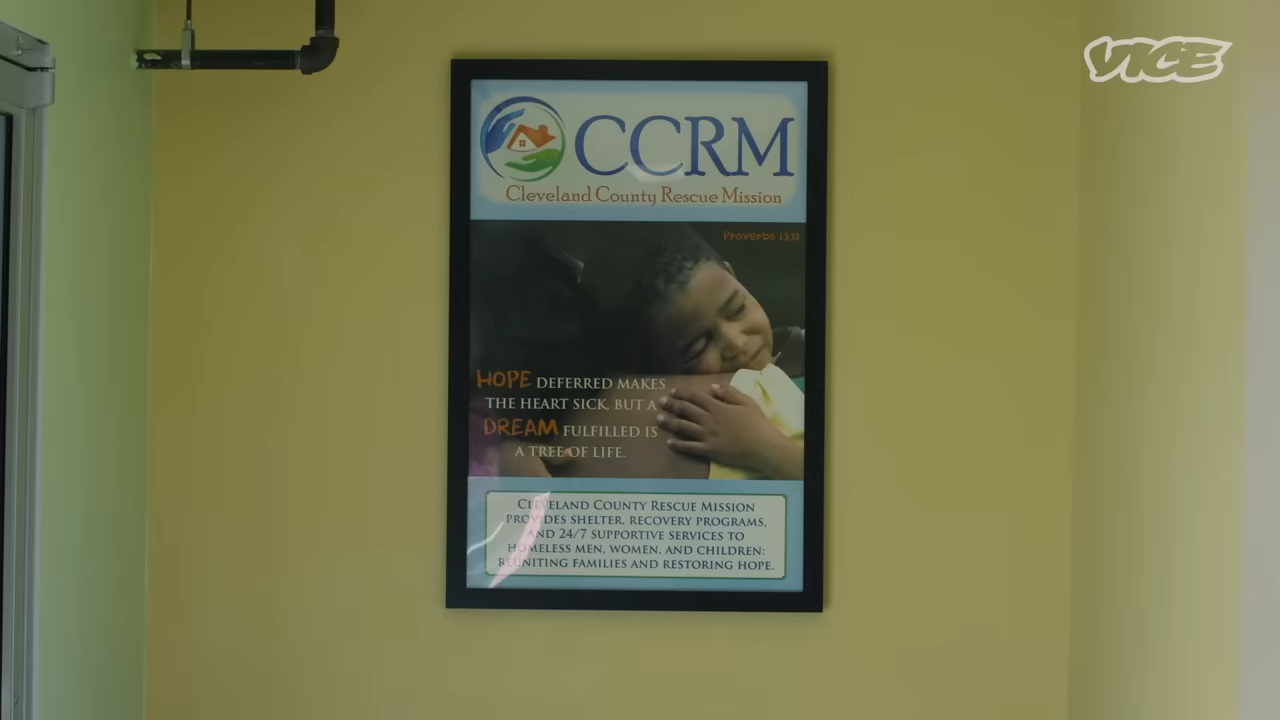 VICE
CCRM
Cleveland County Rescue Mission
Proverbs 13:12
HOPE DEFERRED MAKES
THE HEART SICK, BUT A
DREAM FULFILLED IS
A TREE OF LIFE.
CLEVELAND COUNTY RESCUE MISSION
PROVIDES SHELTER, RECOVERY PROGRAMS,
AND 24/7 SUPPORTIVE SERVICES TO
HOMELESS MEN, WOMEN, AND CHILDREN:
REUNITING FAMILIES AND RESTORING HOPE.